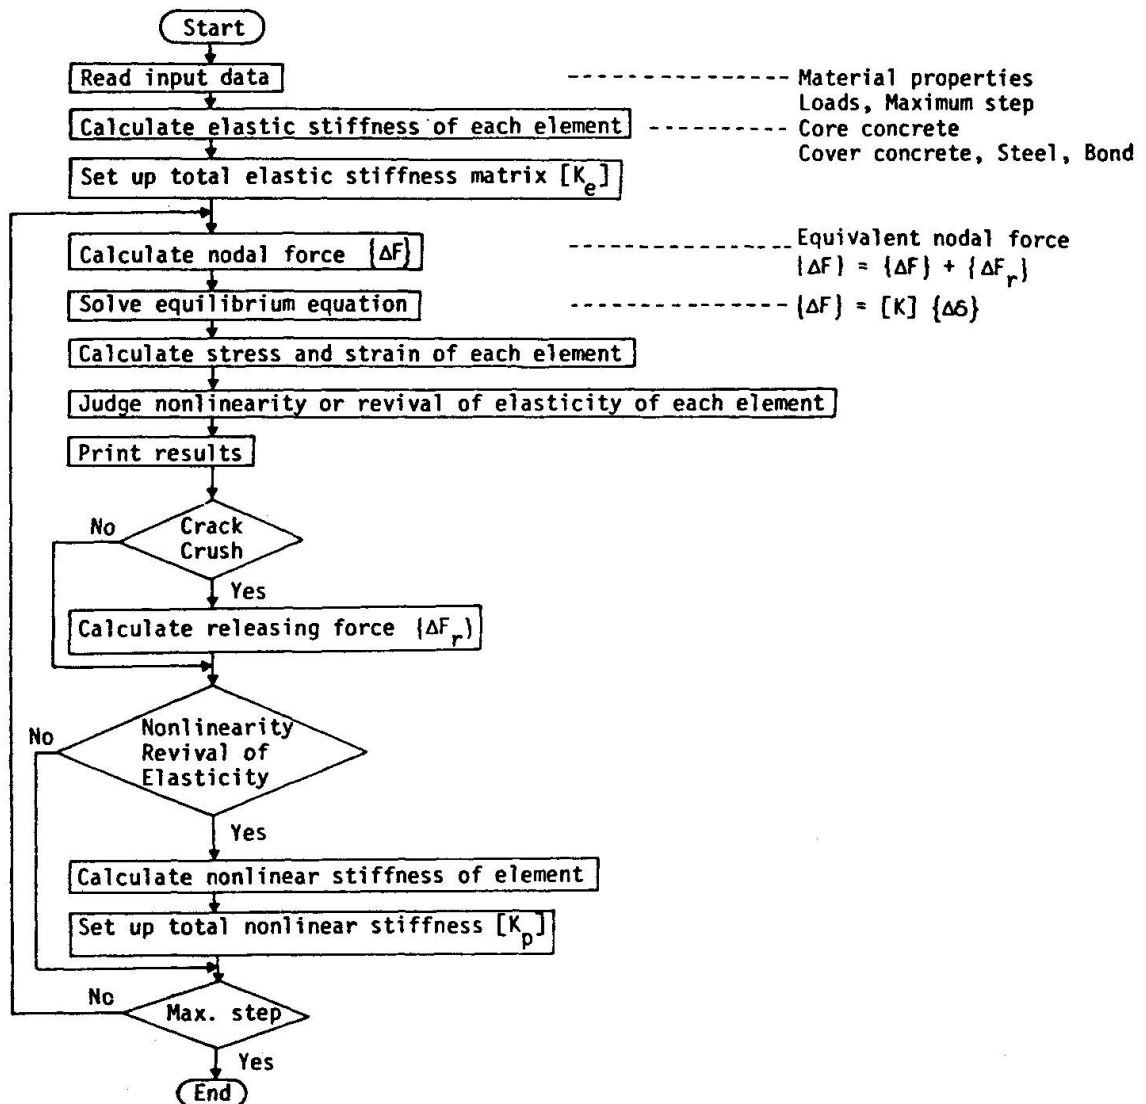 Start
Read input data
Material properties
Loads, Maximum step
Calculate elastic stiffness of each element
Core concrete
Cover concrete, Steel, Bond
Set up total elastic stiffness matrix [Ke]
Calculate nodal force {ΔF}
Equivalent nodal force
{ΔF} = {ΔF} + {ΔFr}
Solve equilibrium equation
{ΔF} = [K] {Δδ}
Calculate stress and strain of each element
Judge nonlinearity or revival of elasticity of each element
Print results
No
Crack
Crush
Yes
Calculate releasing force {ΔFr}
No
Nonlinearity
Revival of
Elasticity
Yes
Calculate nonlinear stiffness of element
Set up total nonlinear stiffness [Kp]
No
Max. step
Yes
End